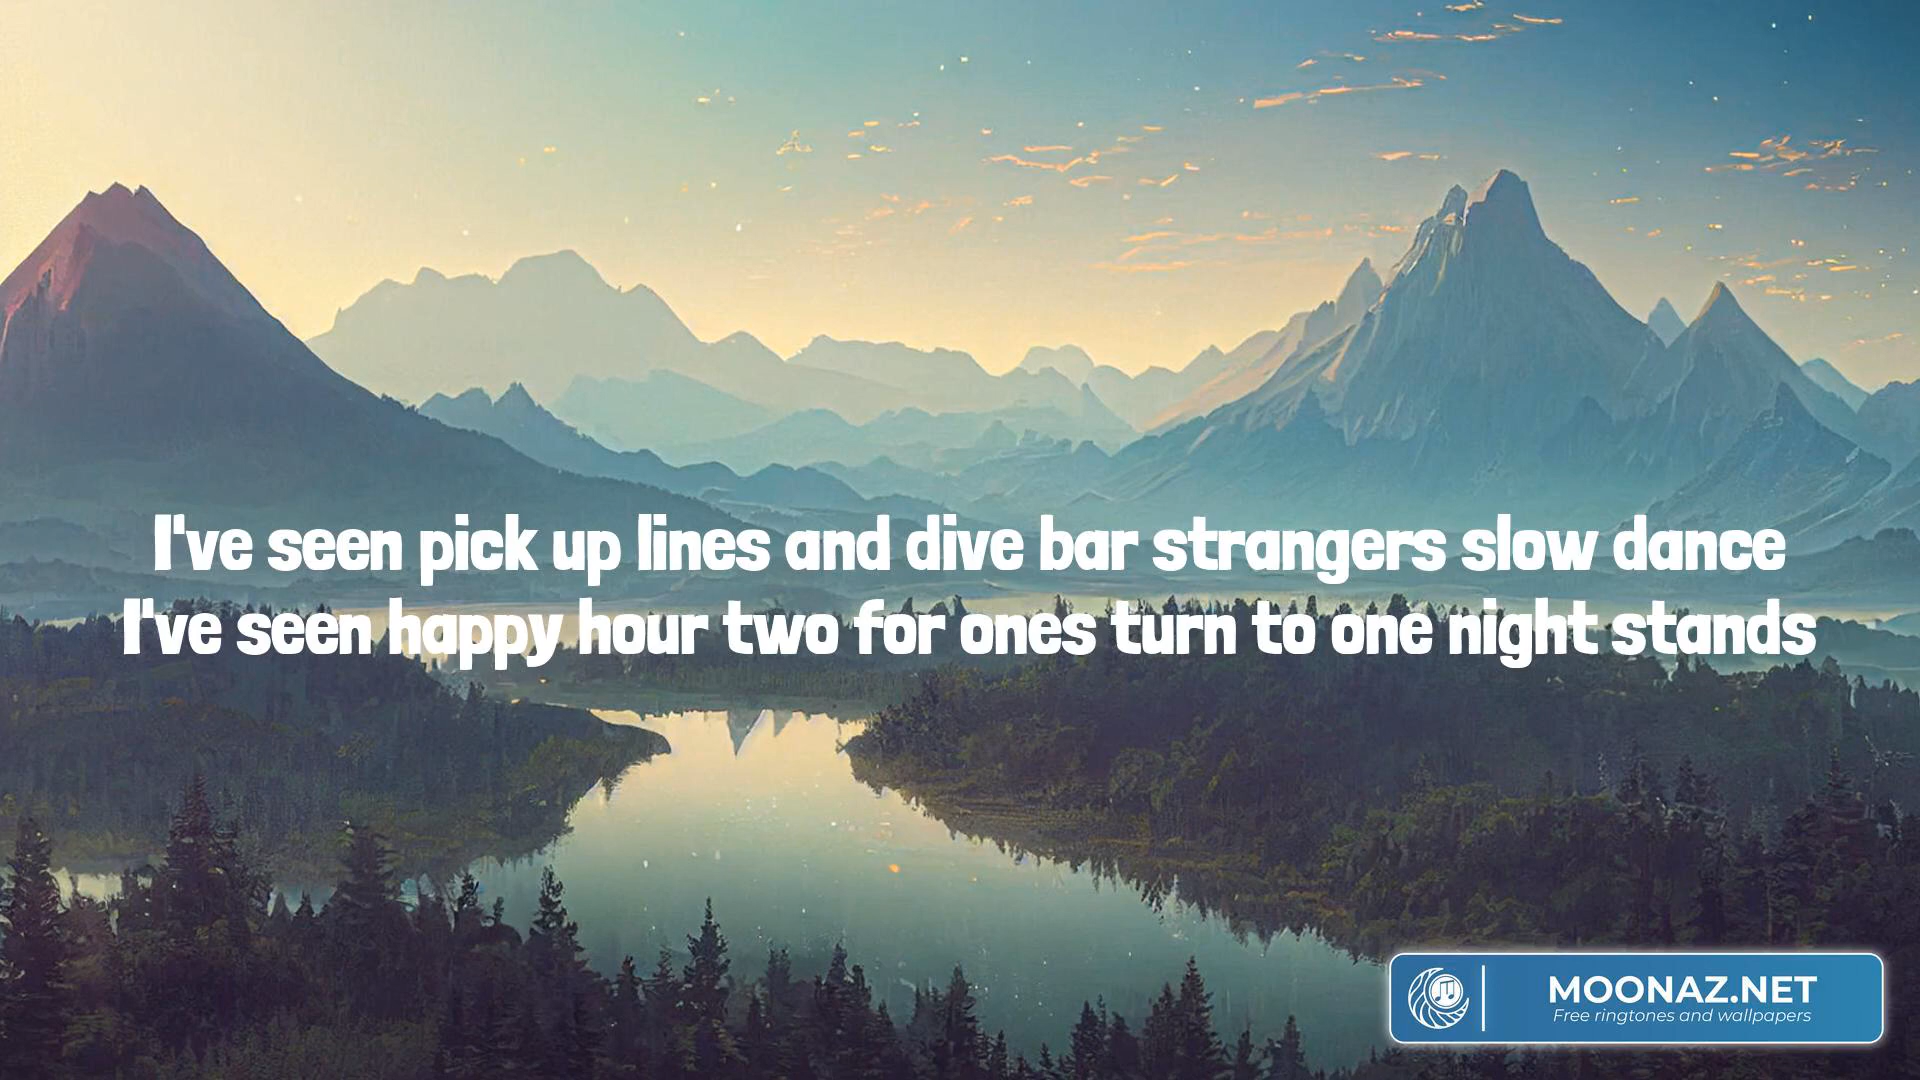 I've seen pick up lines and dive bar strangers slow dance
I've seen happy hour two for ones turn to one night stands
MOONAZ.NET
Free ringtones and wallpapers